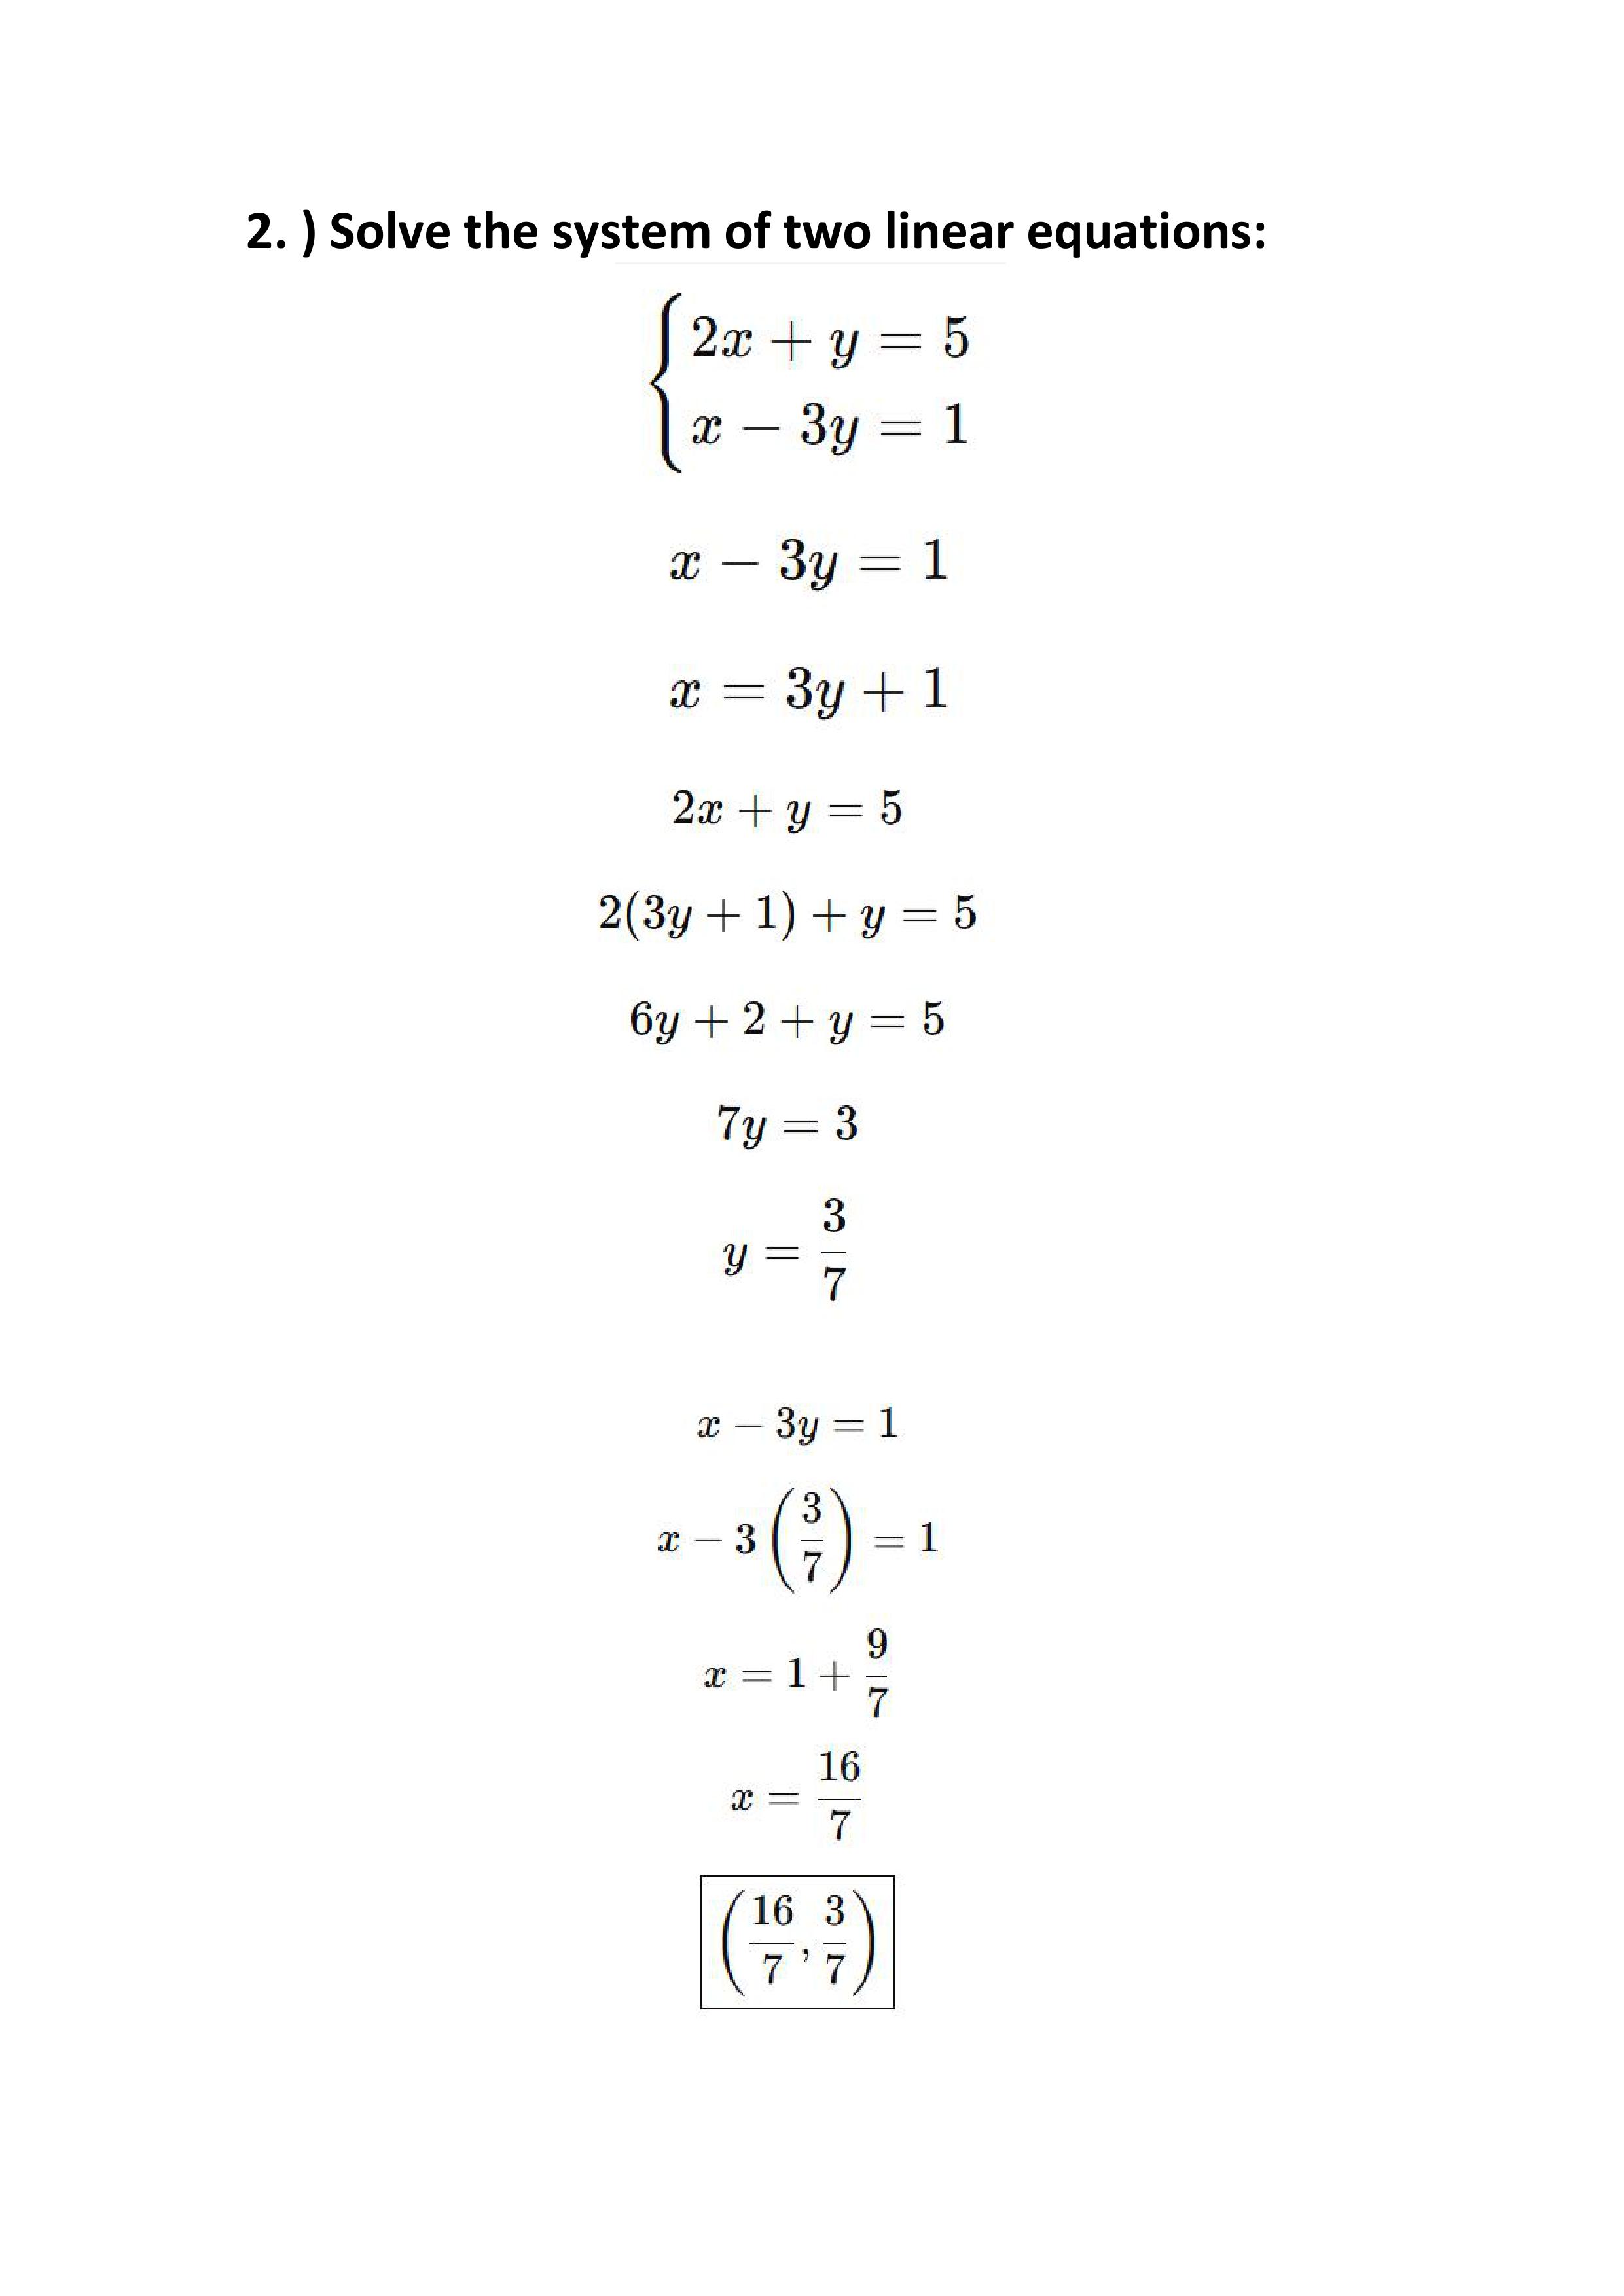 2. ) Solve the system of two linear equations:
{2x + y = 5
x − 3y = 1
x − 3y = 1
x = 3y + 1
2x + y = 5
2(3y + 1) + y = 5
6y + 2 + y = 5
7y = 3
y = 3/7
x − 3y = 1
x − 3(3/7) = 1
x = 1 + 9/7
x = 16/7
(16/7, 3/7)